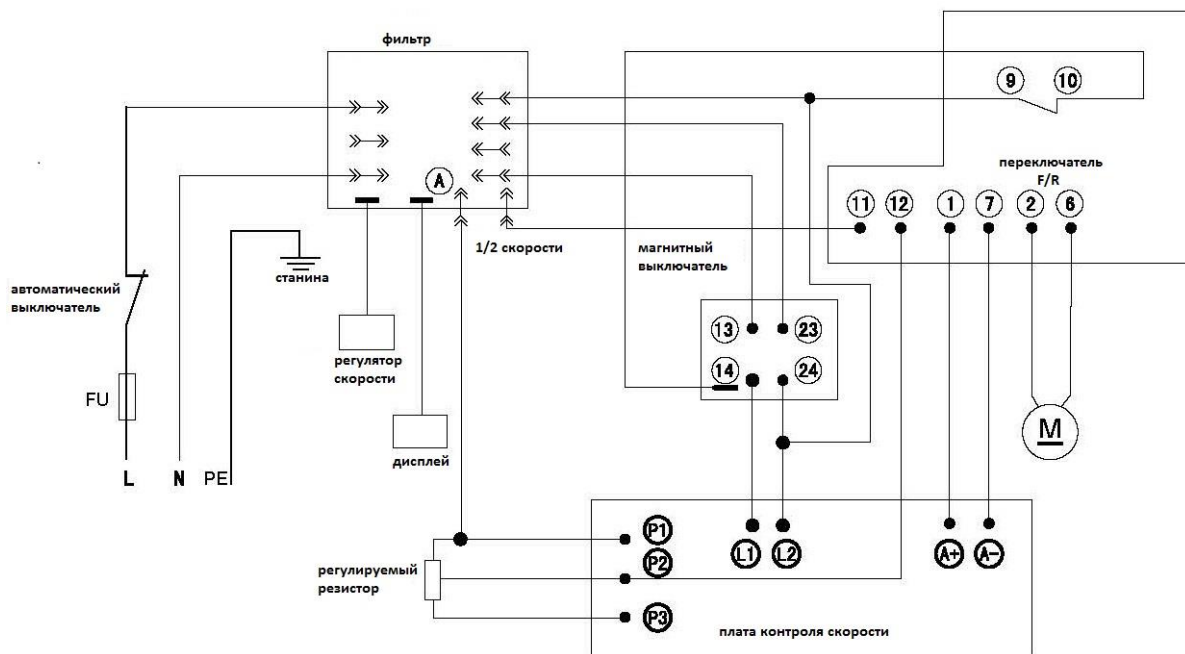 фильтр
9
10
переключатель
F/R
A
11
12
1
7
2
6
1/2 скорости
магнитный
выключатель
станина
автоматический
выключатель
13
23
14
24
регулятор
скорости
FU
M
дисплей
L
N
PE
P1
P2
P3
L1
L2
A+
A-
регулируемый
резистор
плата контроля скорости